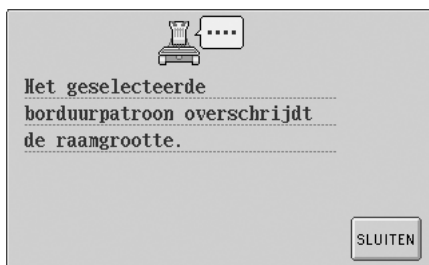 ....
Het geselecteerde
borduurpatroon overschrijdt
de raamgrootte.
SLUITEN